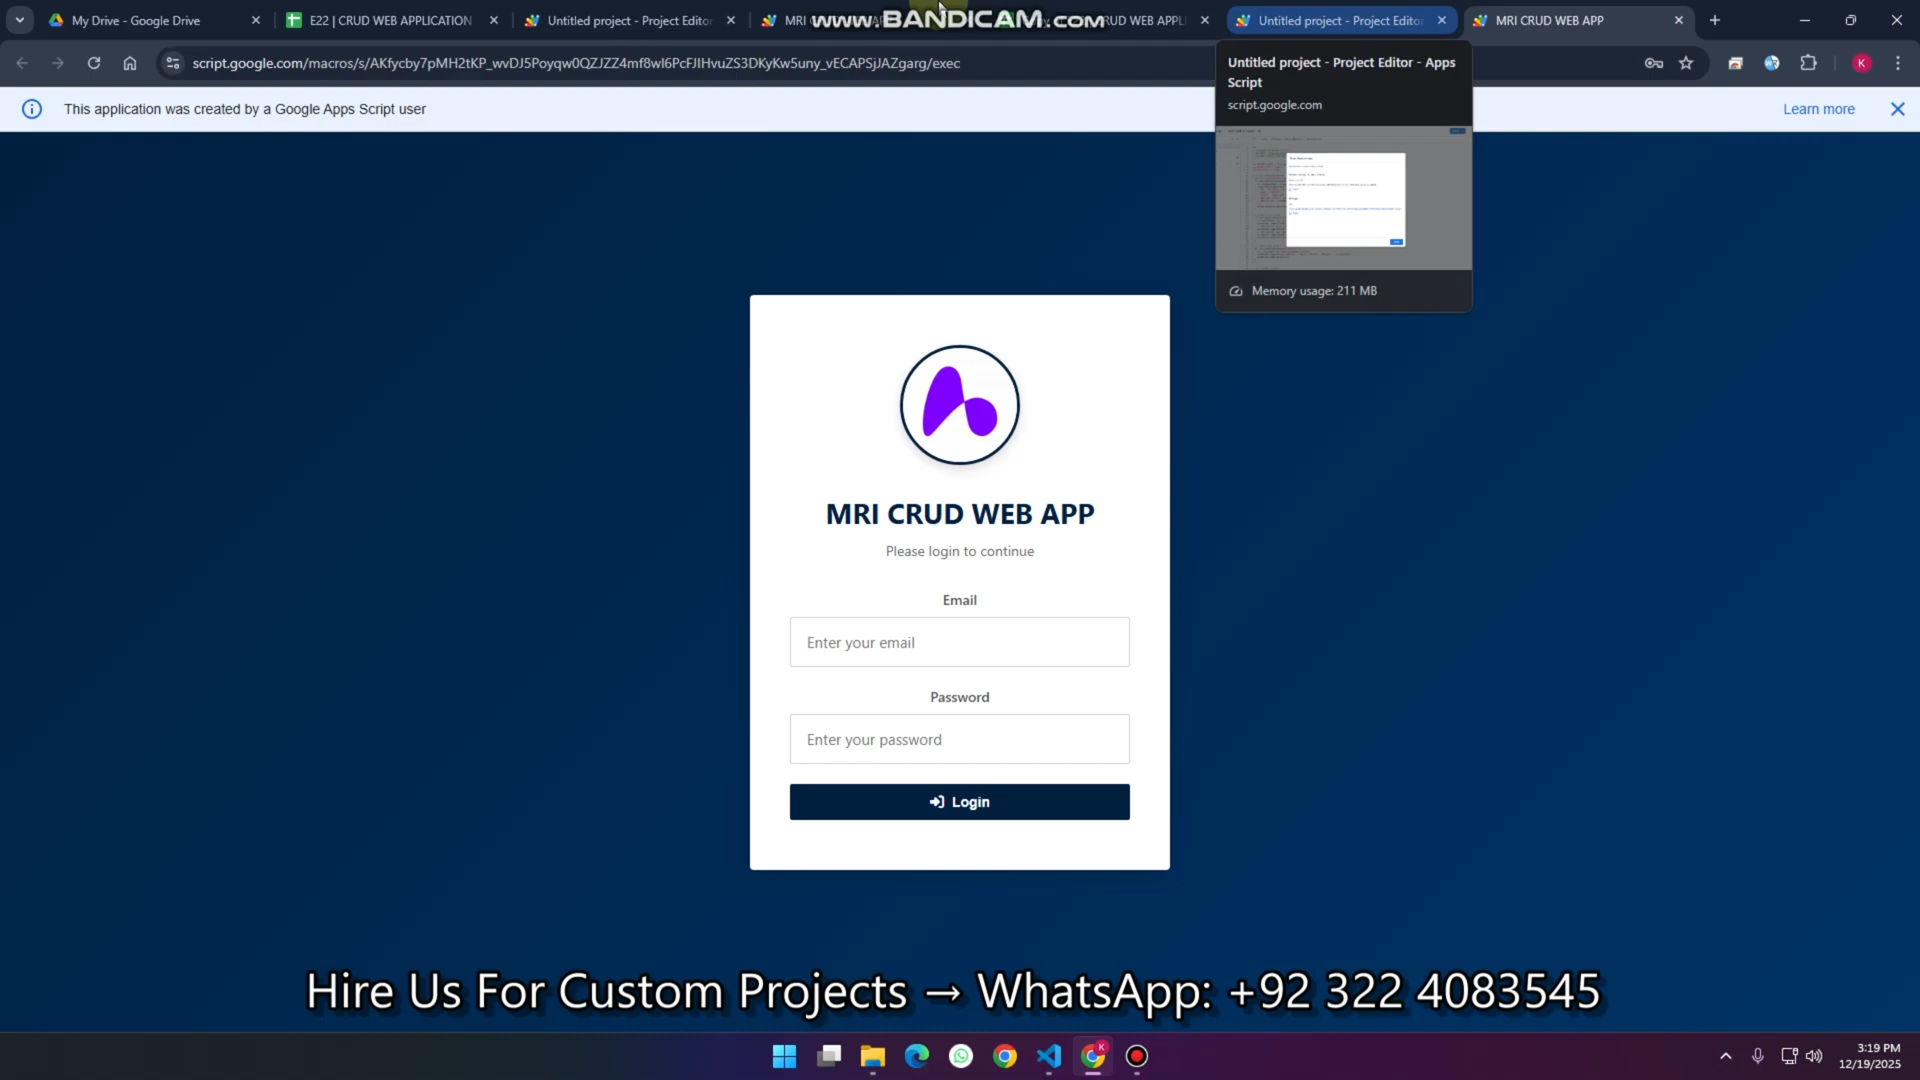 My Drive - Google Drive
E22 | CRUD WEB APPLICATION
Untitled project - Project Editor
MRI
www.BANDICAM.com
RUD WEB APPL
Untitled project - Project Editor
MRI CRUD WEB APP
script.google.com/macros/s/AKfycby7pMH2tKP_wvDJ5Poyqw0QZJZZ4mf8wl6PcFJIHvuZS3DKyKw5uny_vECAPSjJAZgarg/exec
K
Untitled project - Project Editor - Apps
Script
script.google.com
Memory usage: 211 MB
This application was created by a Google Apps Script user
Learn more
MRI CRUD WEB APP
Please login to continue
Email
Enter your email
Password
Enter your password
Login
Hire Us For Custom Projects → WhatsApp: +92 322 4083545
K
3:19 PM
12/19/2025